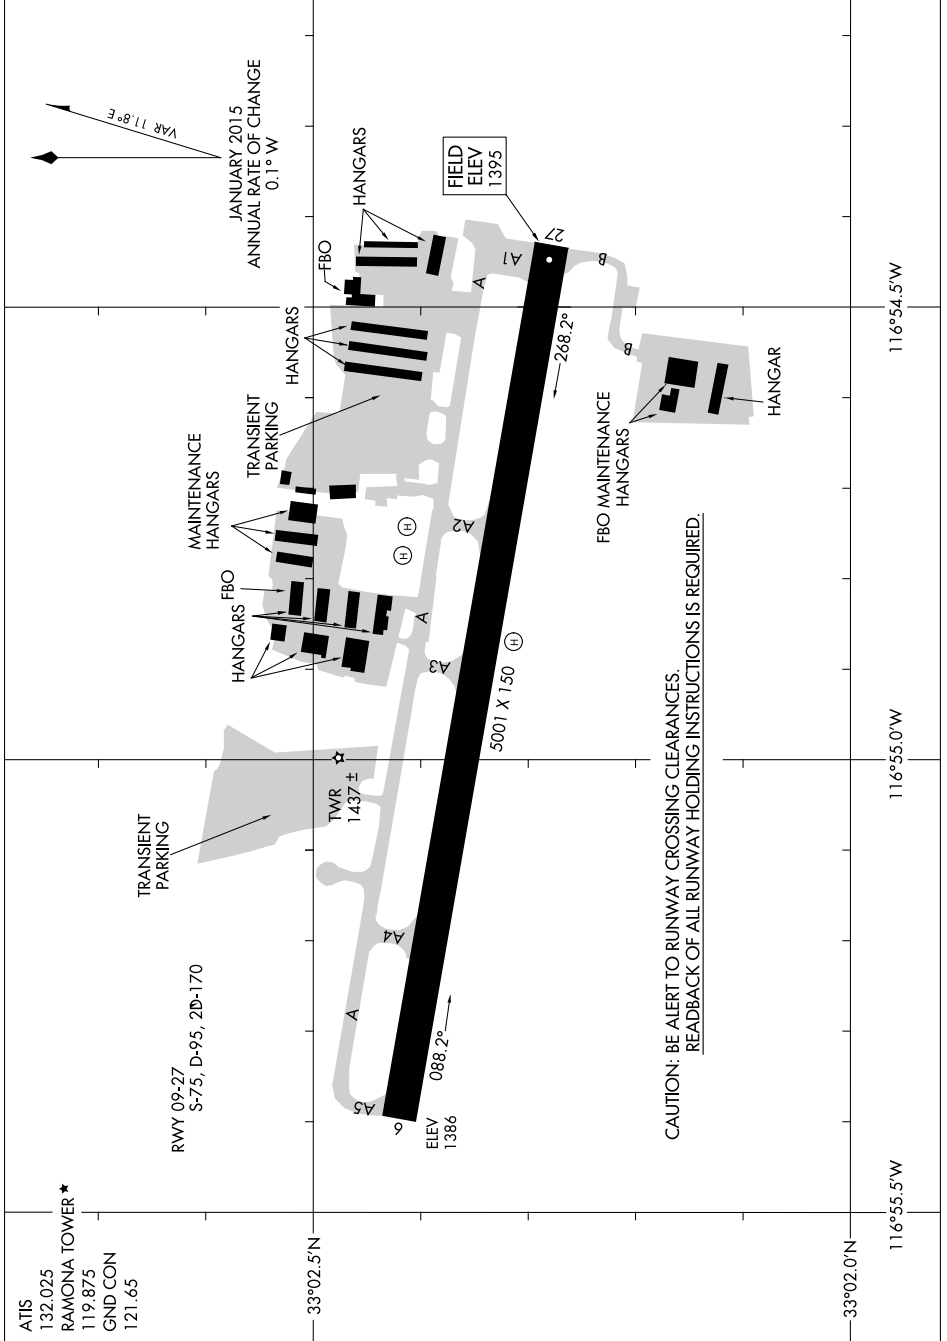 ATIS
132.025
RAMONA TOWER★
119.875
GND CON
121.65
VAR 11.8° E
JANUARY 2015
ANNUAL RATE OF CHANGE
0.1° W
RWY 09-27
S-75, D-95, 2D-170
TRANSIENT
PARKING
TWR
1437 ±
HANGARS
FBO
MAINTENANCE
HANGARS
TRANSIENT
PARKING
HANGARS
FBO
HANGARS
FIELD
ELEV
1395
A5
A
A4
A3
A
A2
A
A1
B
B
H
H
H
9
ELEV
1386
088.2°
5001 X 150
268.2°
27
FBO MAINTENANCE
HANGARS
HANGAR
CAUTION: BE ALERT TO RUNWAY CROSSING CLEARANCES.
READBACK OF ALL RUNWAY HOLDING INSTRUCTIONS IS REQUIRED.
33°02.5'N
33°02.0'N
116°55.5'W
116°55.0'W
116°54.5'W